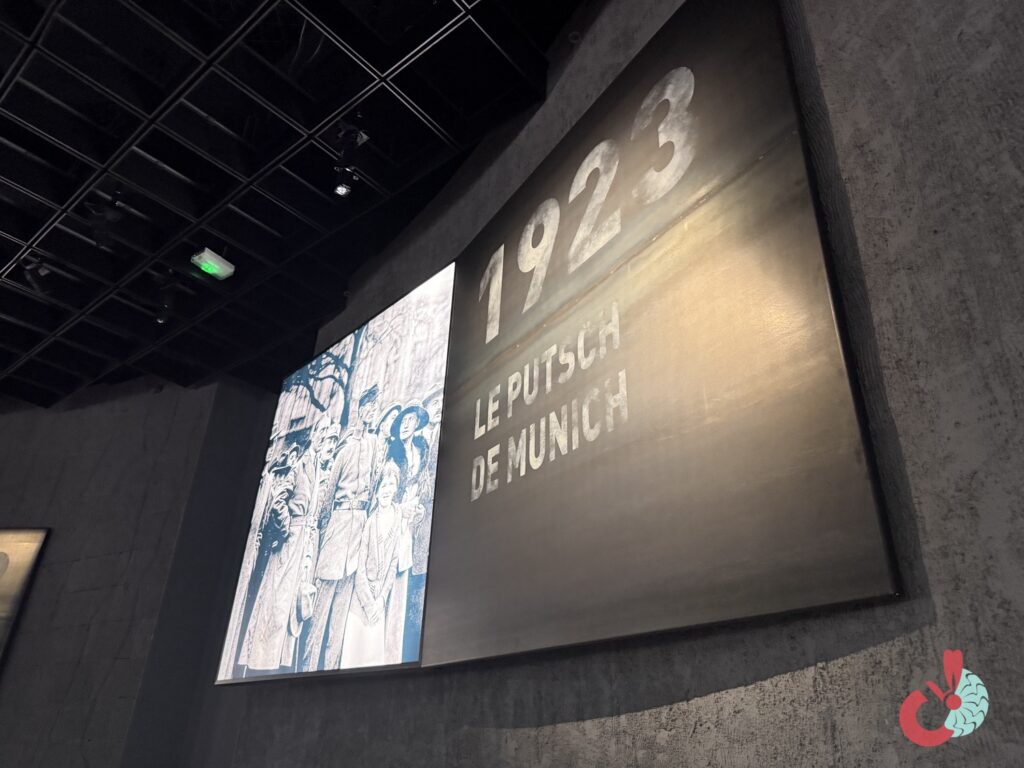 1923
LE PUTSCH
DE MUNICH